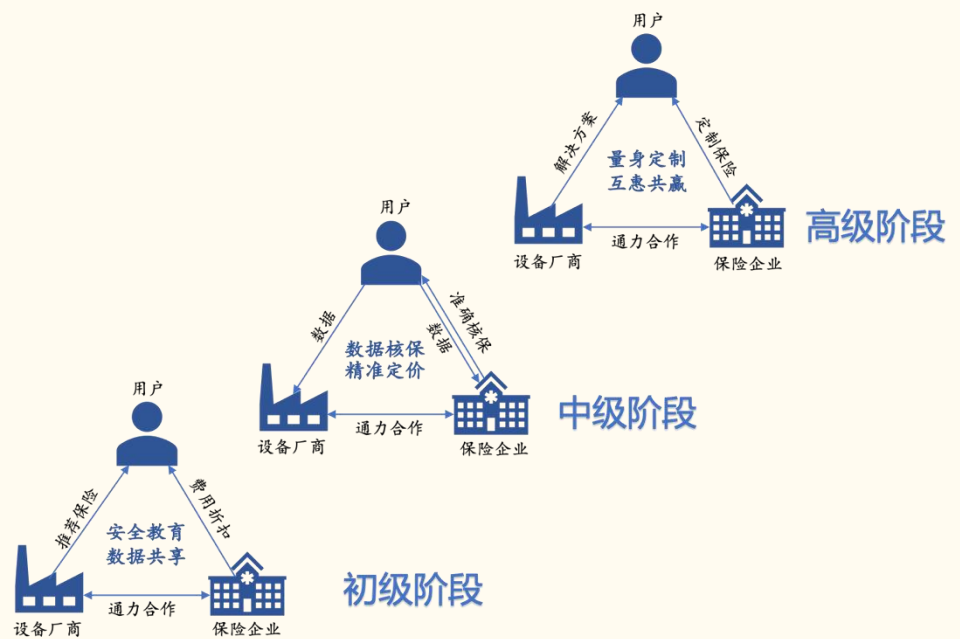 用户
解决方案
定制保险
量身定制
互惠共赢
通力合作
设备厂商
保险企业
高级阶段
用户
数据
数据
准确核保
数据核保
精准定价
通力合作
设备厂商
保险企业
中级阶段
用户
推荐保险
费用折扣
安全教育
数据共享
通力合作
设备厂商
保险企业
初级阶段